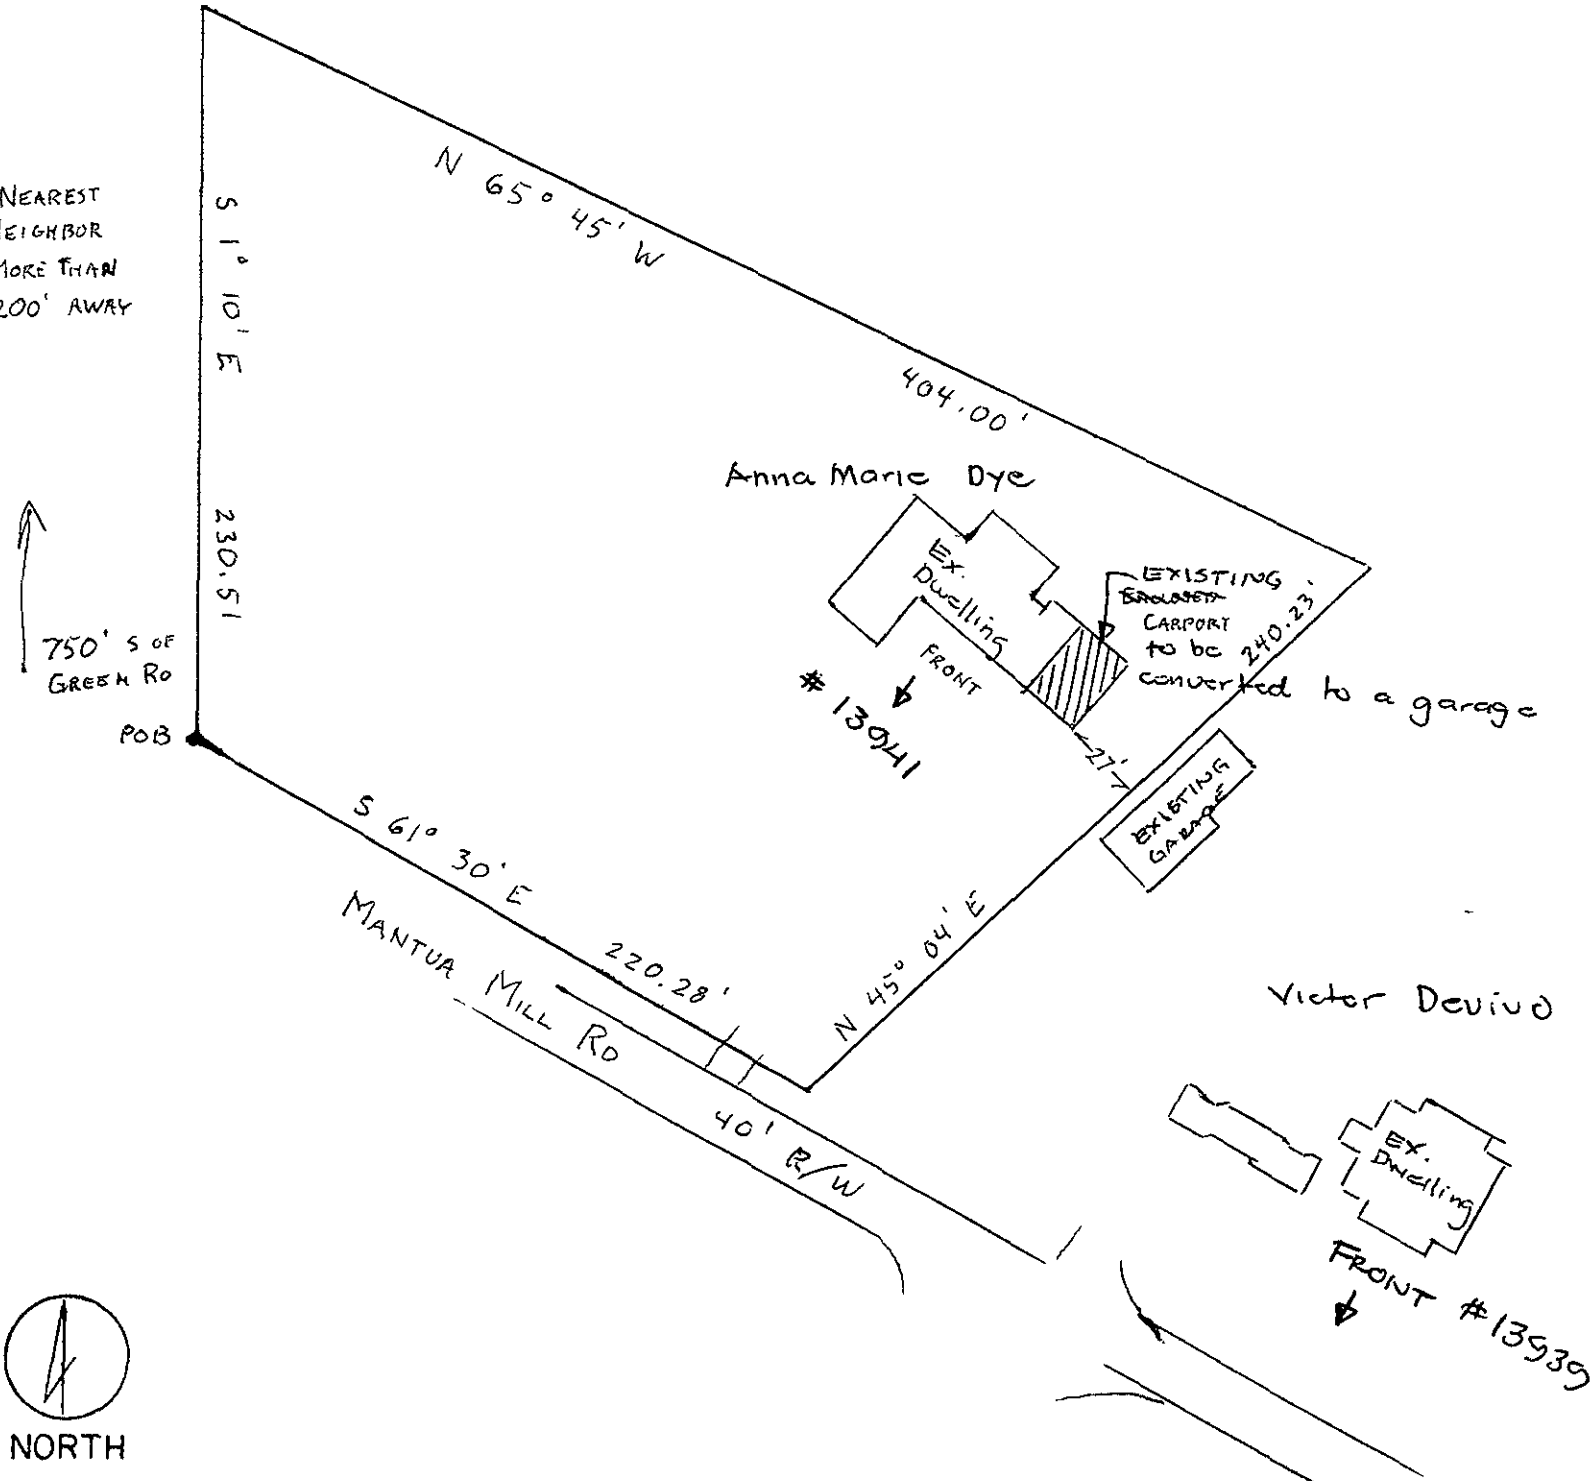 NEAREST
NEIGHBOR
MORE THAN
200' AWAY
S 1° 10' E
230.51
N 65° 45' W
404.00'
Anna Marie Dye
Ex.
Dwelling
FRONT
# 13941
EXISTING
CARPORT
to be
converted to a garage
240.23'
27'
EXISTING
GARAGE
750' S OF
GREEN RD
POB
S 61° 30' E
220.28'
N 45° 04' E
MANTUA MILL RD
40' R/W
Victor Devivo
Ex.
Dwelling
FRONT #13939
NORTH